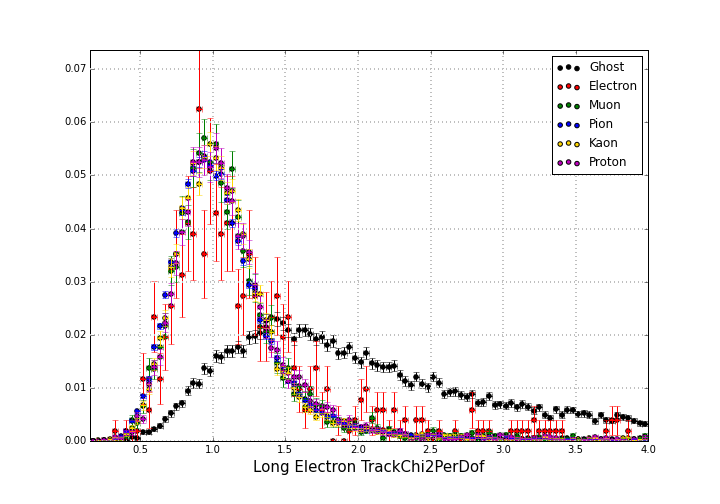 0.07
0.06
0.05
0.04
0.03
0.02
0.01
0.00
0.5 1.0 1.5 2.0 2.5 3.0 3.5 4.0
Long Electron TrackChi2PerDof
Ghost
Electron
Muon
Pion
Kaon
Proton